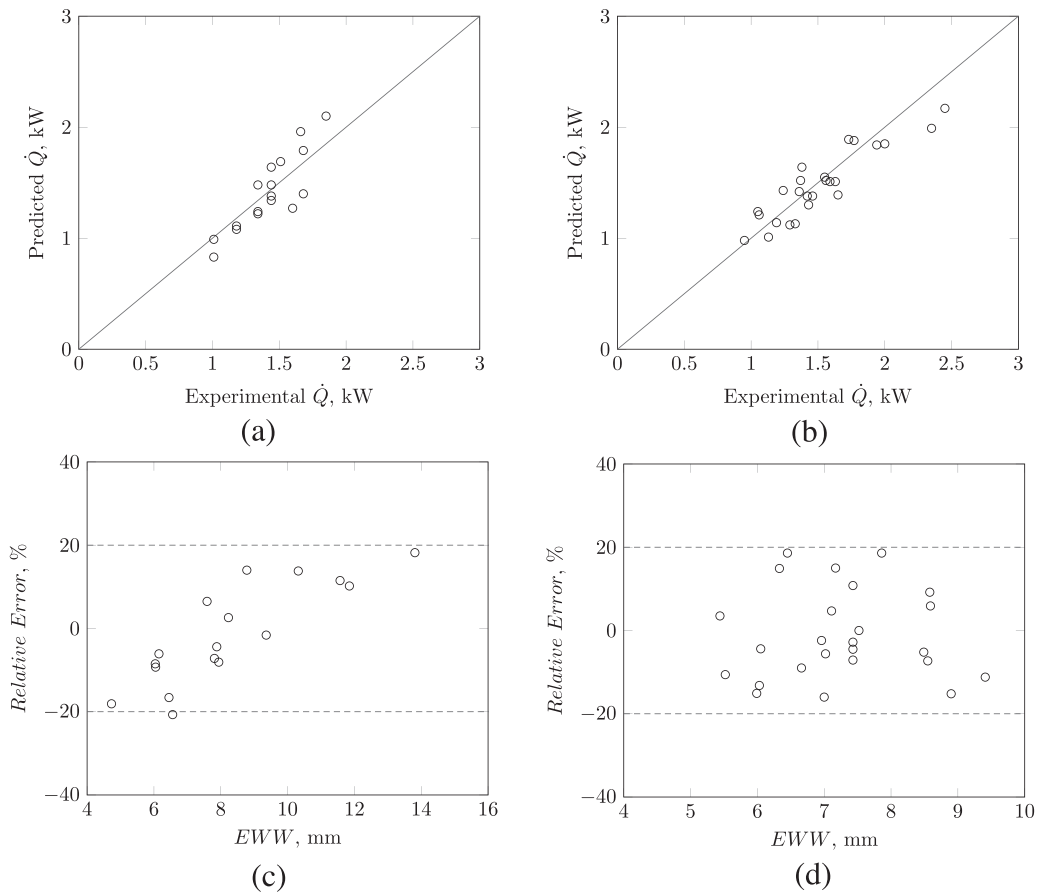 3
2
1
0
0 0.5 1 1.5 2 2.5 3
Predicted Q̇, kW
Experimental Q̇, kW
(a)
3
2
1
0
0 0.5 1 1.5 2 2.5 3
Predicted Q̇, kW
Experimental Q̇, kW
(b)
40
20
0
−20
−40
4 6 8 10 12 14 16
Relative Error, %
EWW, mm
(c)
40
20
0
−20
−40
4 5 6 7 8 9 10
Relative Error, %
EWW, mm
(d)